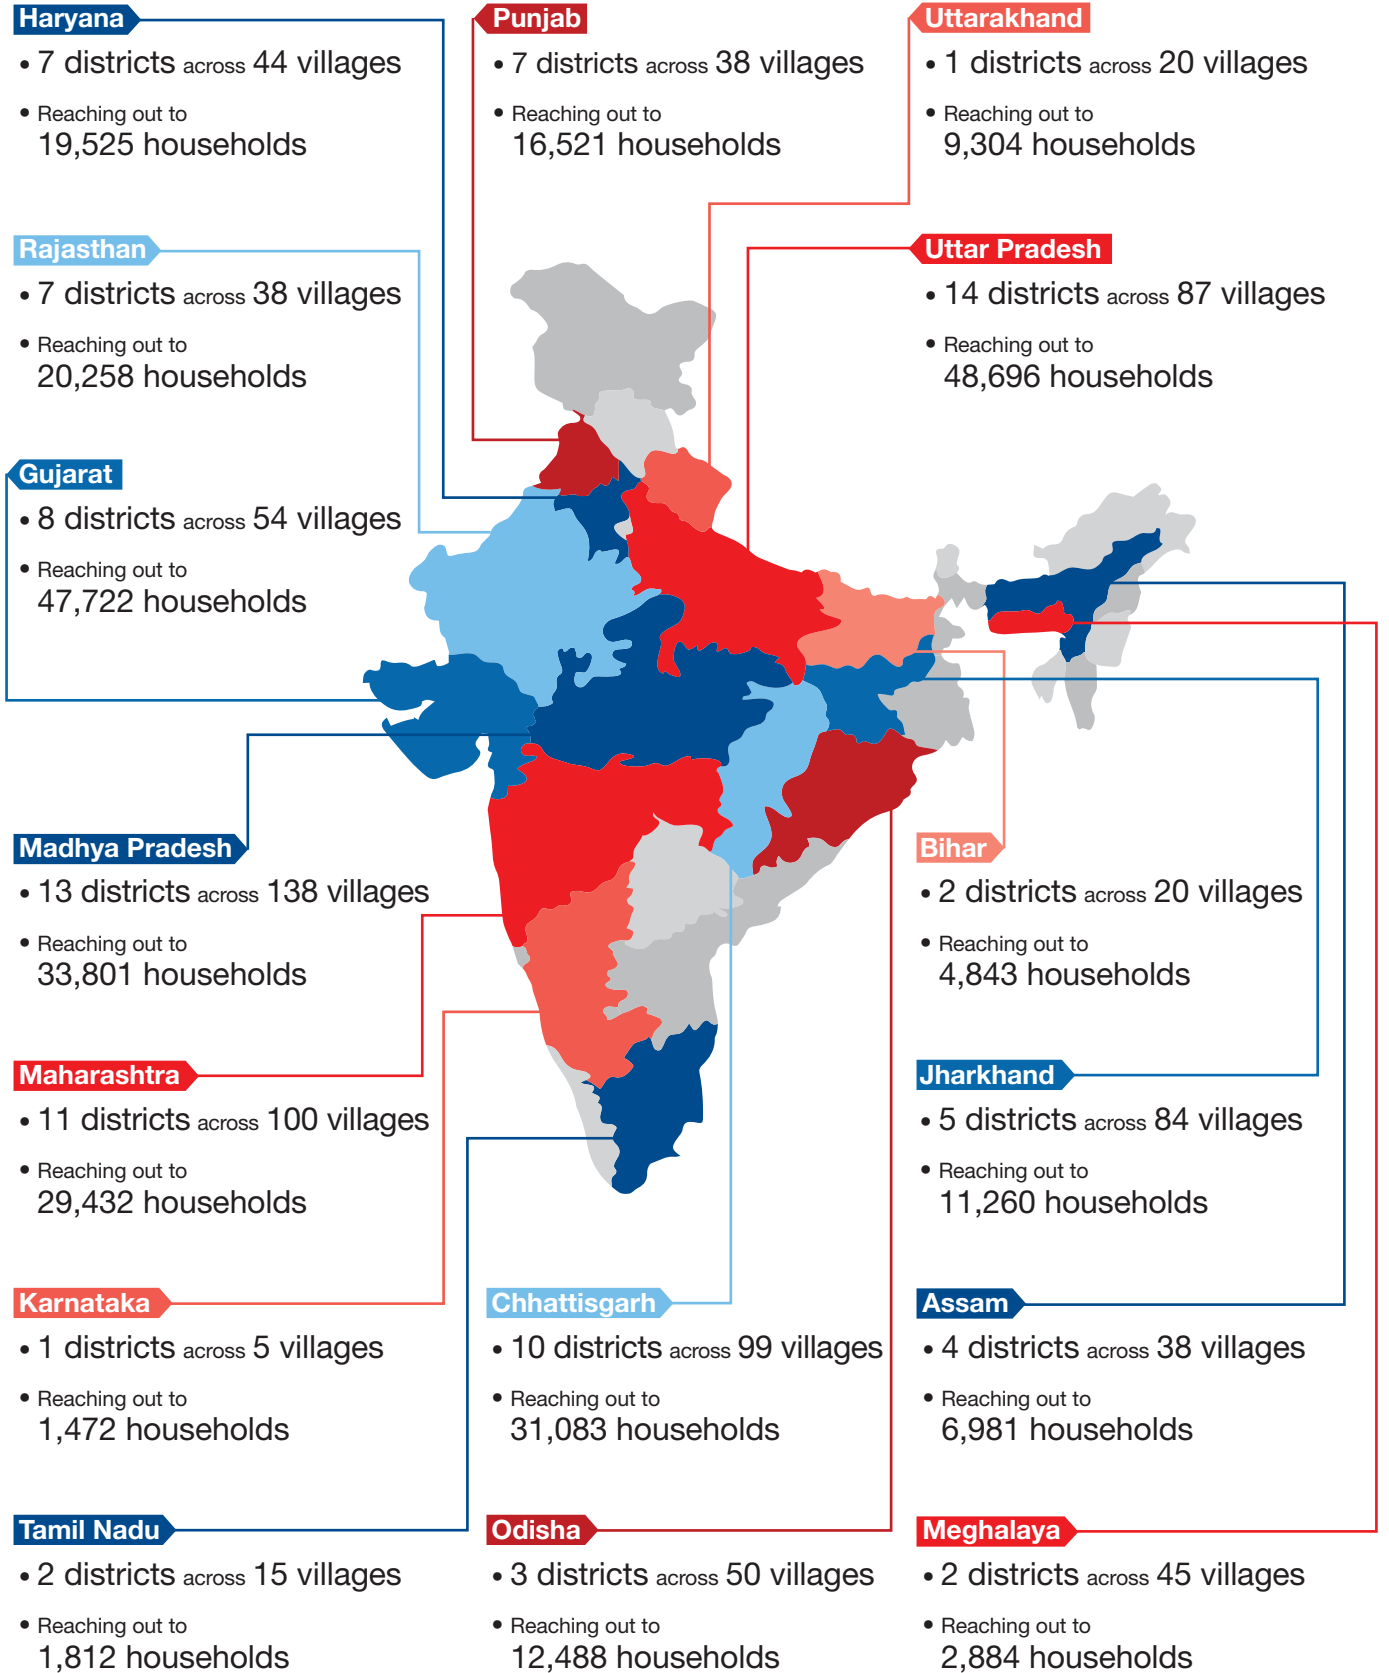 Haryana
• 7 districts across 44 villages
• Reaching out to
19,525 households
Punjab
• 7 districts across 38 villages
• Reaching out to
16,521 households
Uttarakhand
• 1 districts across 20 villages
• Reaching out to
9,304 households
Rajasthan
• 7 districts across 38 villages
• Reaching out to
20,258 households
Uttar Pradesh
• 14 districts across 87 villages
• Reaching out to
48,696 households
Gujarat
• 8 districts across 54 villages
• Reaching out to
47,722 households
Madhya Pradesh
• 13 districts across 138 villages
• Reaching out to
33,801 households
Bihar
• 2 districts across 20 villages
• Reaching out to
4,843 households
Maharashtra
• 11 districts across 100 villages
• Reaching out to
29,432 households
Jharkhand
• 5 districts across 84 villages
• Reaching out to
11,260 households
Karnataka
• 1 districts across 5 villages
• Reaching out to
1,472 households
Chhattisgarh
• 10 districts across 99 villages
• Reaching out to
31,083 households
Assam
• 4 districts across 38 villages
• Reaching out to
6,981 households
Tamil Nadu
• 2 districts across 15 villages
• Reaching out to
1,812 households
Odisha
• 3 districts across 50 villages
• Reaching out to
12,488 households
Meghalaya
• 2 districts across 45 villages
• Reaching out to
2,884 households